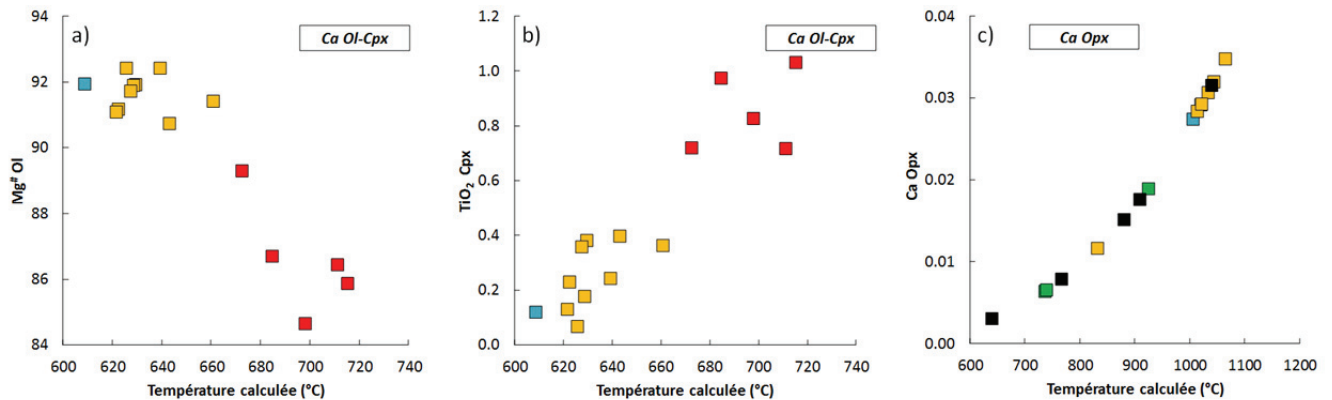 a)
Ca Ol-Cpx
Mg# Ol
94
92
90
88
86
84
600 620 640 660 680 700 720 740
Température calculée (°C)
b)
Ca Ol-Cpx
TiO2 Cpx
1.2
1.0
0.8
0.6
0.4
0.2
0.0
600 620 640 660 680 700 720 740
Température calculée (°C)
c)
Ca Opx
Ca Opx
0.04
0.03
0.02
0.01
0.00
600 700 800 900 1000 1100 1200
Température calculée (°C)